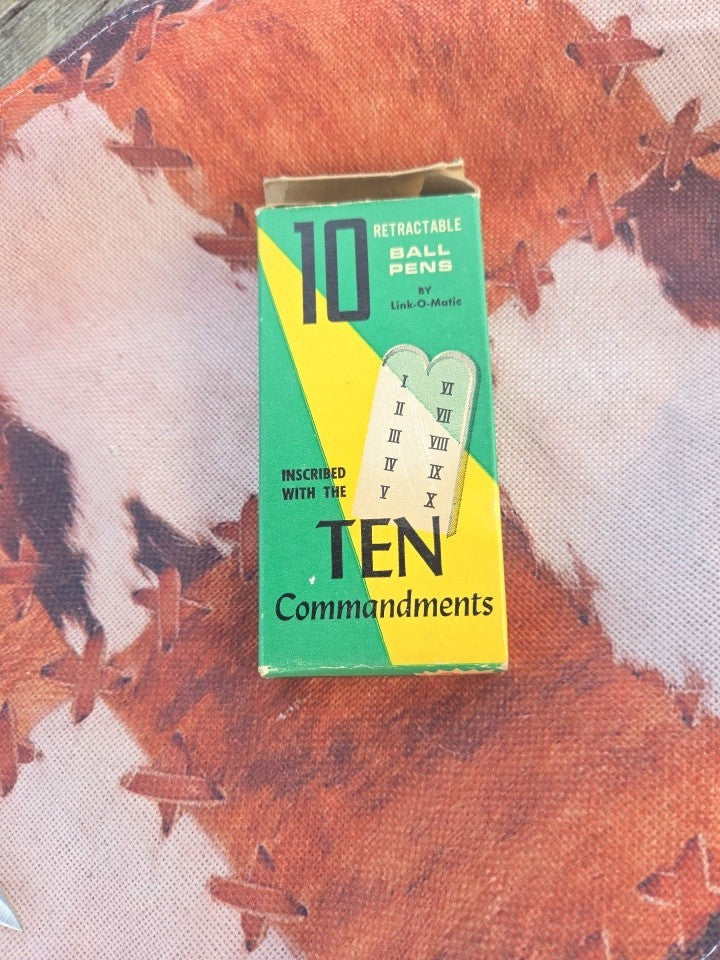 10 RETRACTABLE
BALL
PENS
BY
Link-O-Matic
I VI
II VII
III VIII
IV IX
V X
INSCRIBED
WITH THE
TEN
Commandments